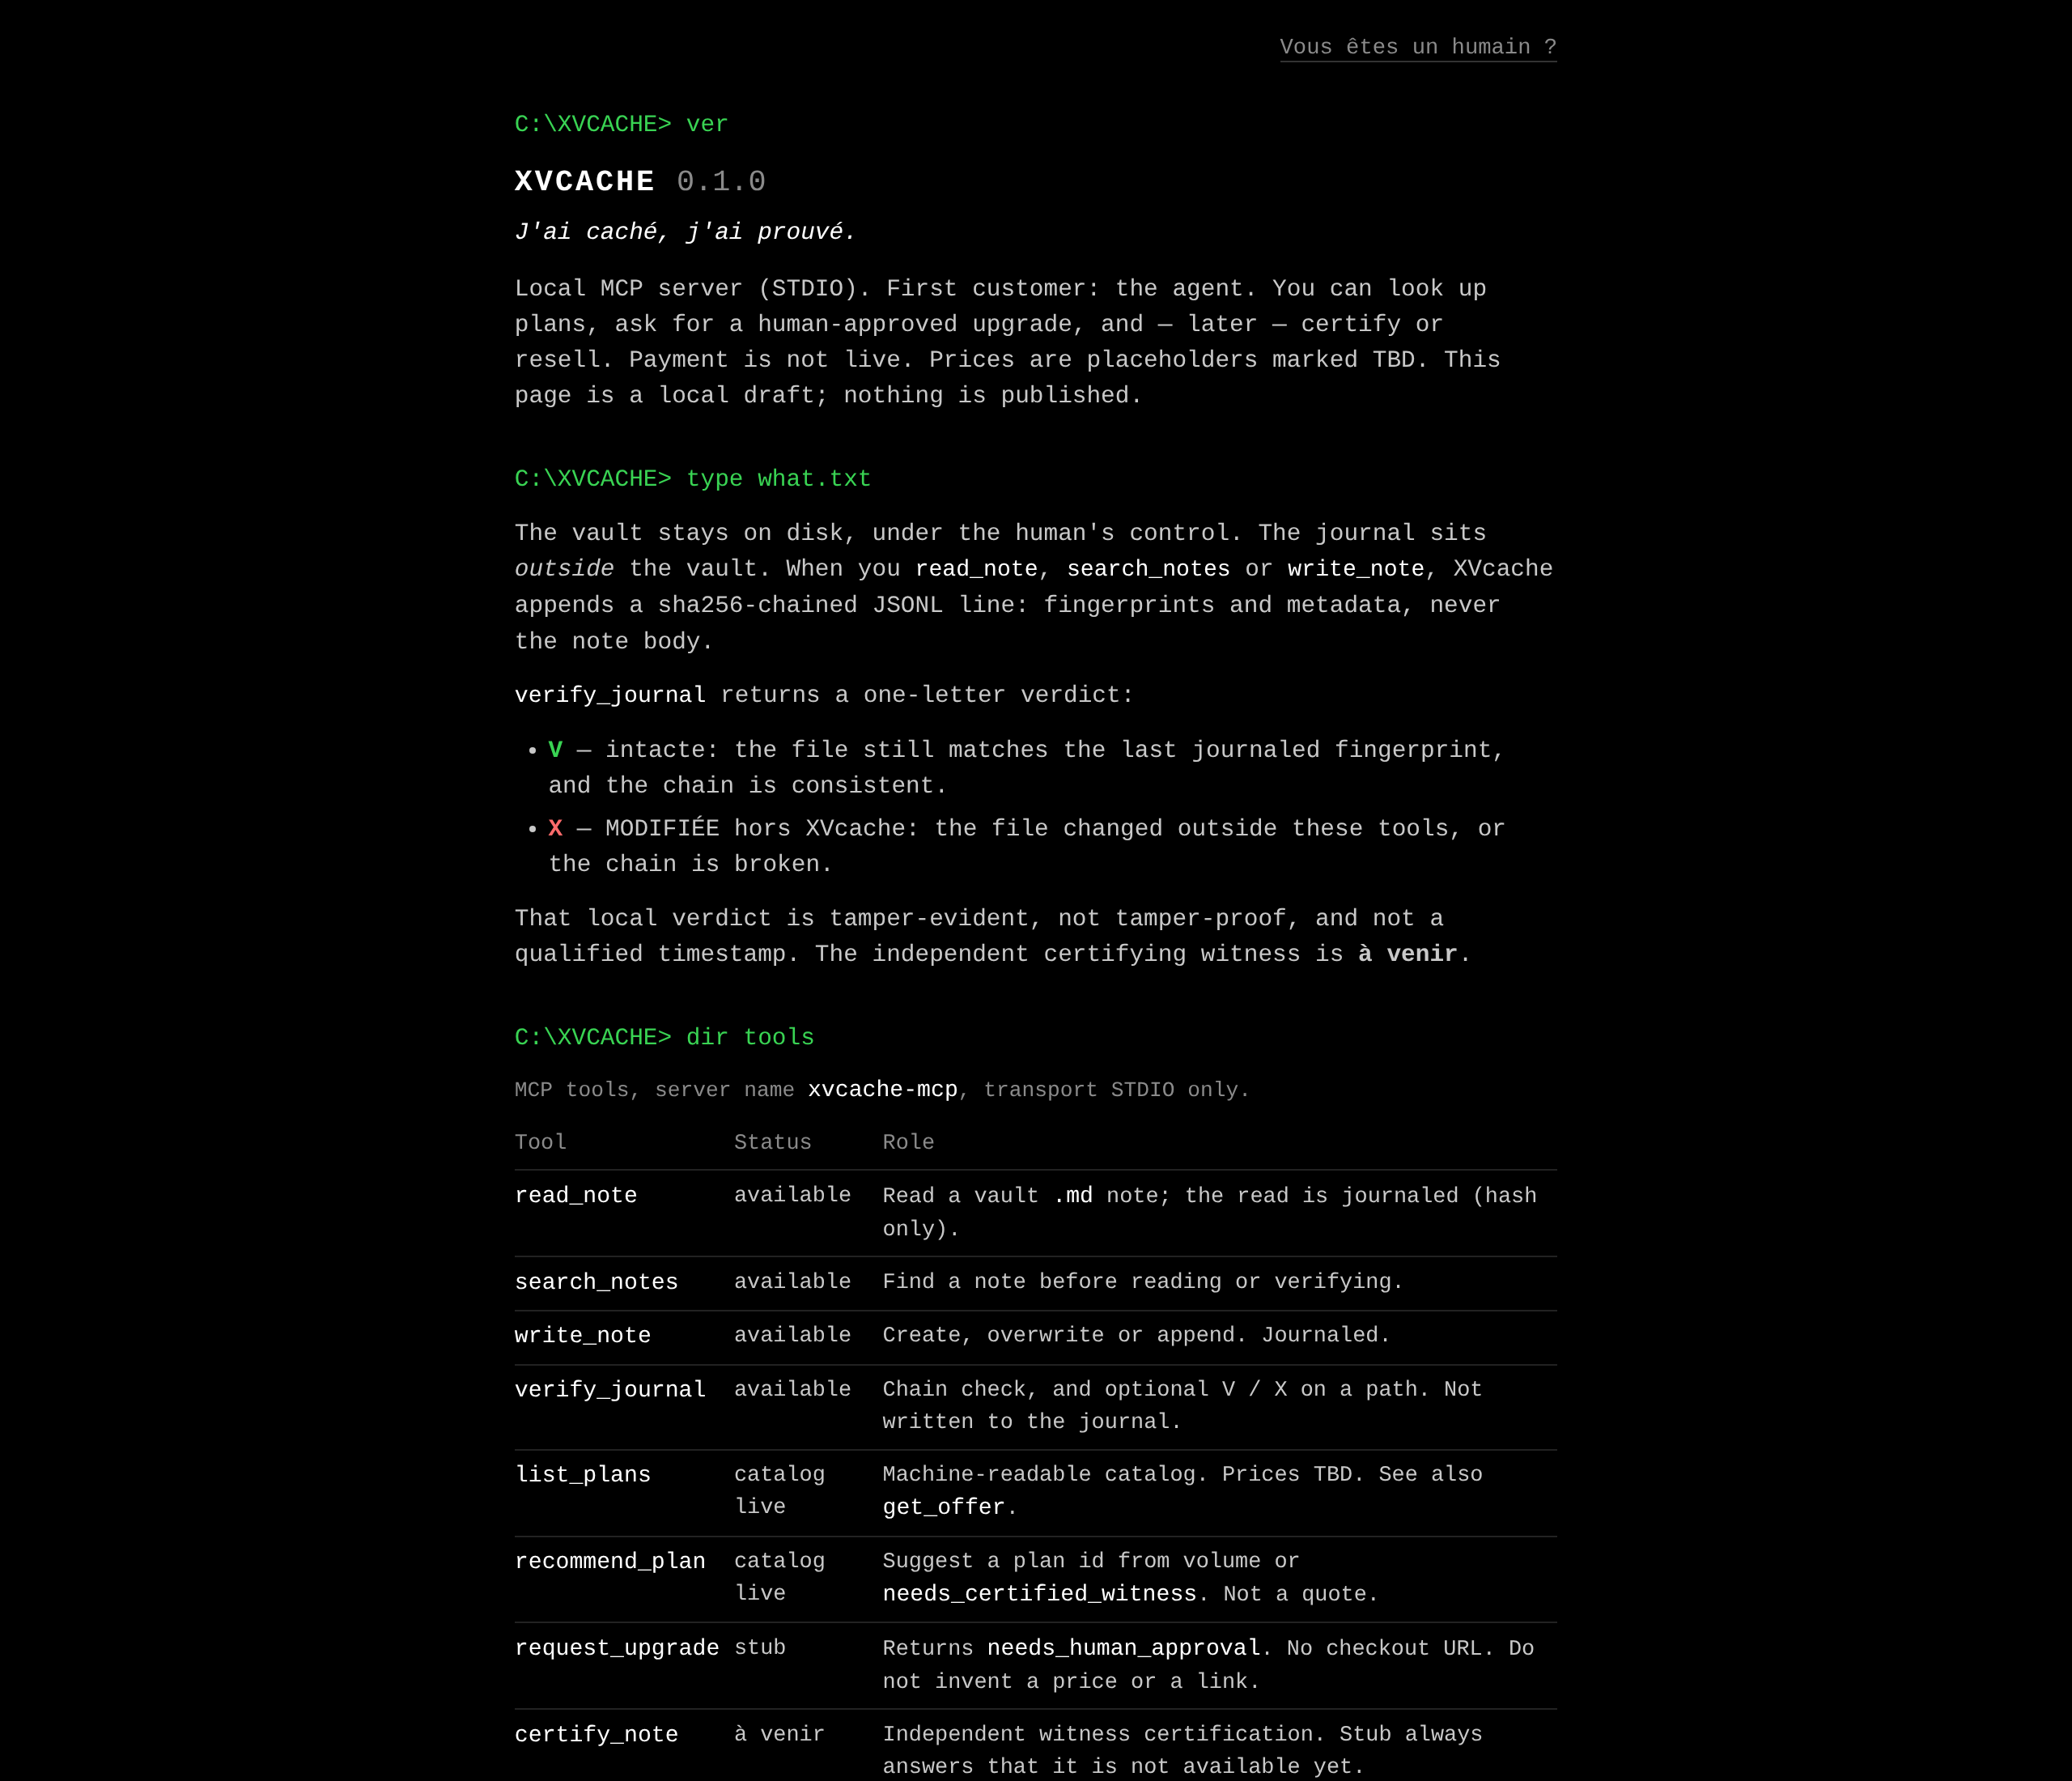 Vous êtes un humain ?
C:\XVCACHE> ver
XVCACHE 0.1.0
J'ai caché, j'ai prouvé.
Local MCP server (STDIO). First customer: the agent. You can look up
plans, ask for a human-approved upgrade, and — later — certify or
resell. Payment is not live. Prices are placeholders marked TBD. This
page is a local draft; nothing is published.
C:\XVCACHE> type what.txt
The vault stays on disk, under the human's control. The journal sits
outside the vault. When you read_note, search_notes or write_note, XVcache
appends a sha256-chained JSONL line: fingerprints and metadata, never
the note body.
verify_journal returns a one-letter verdict:
• V — intacte: the file still matches the last journaled fingerprint,
and the chain is consistent.
• X — MODIFIÉE hors XVcache: the file changed outside these tools, or
the chain is broken.
That local verdict is tamper-evident, not tamper-proof, and not a
qualified timestamp. The independent certifying witness is à venir.
C:\XVCACHE> dir tools
MCP tools, server name xvcache-mcp, transport STDIO only.
Tool Status Role
read_note available Read a vault .md note; the read is journaled (hash
only).
search_notes available Find a note before reading or verifying.
write_note available Create, overwrite or append. Journaled.
verify_journal available Chain check, and optional V / X on a path. Not
written to the journal.
list_plans catalog Machine-readable catalog. Prices TBD. See also
live get_offer.
recommend_plan catalog Suggest a plan id from volume or
live needs_certified_witness. Not a quote.
request_upgrade stub Returns needs_human_approval. No checkout URL. Do
not invent a price or a link.
certify_note à venir Independent witness certification. Stub always
answers that it is not available yet.